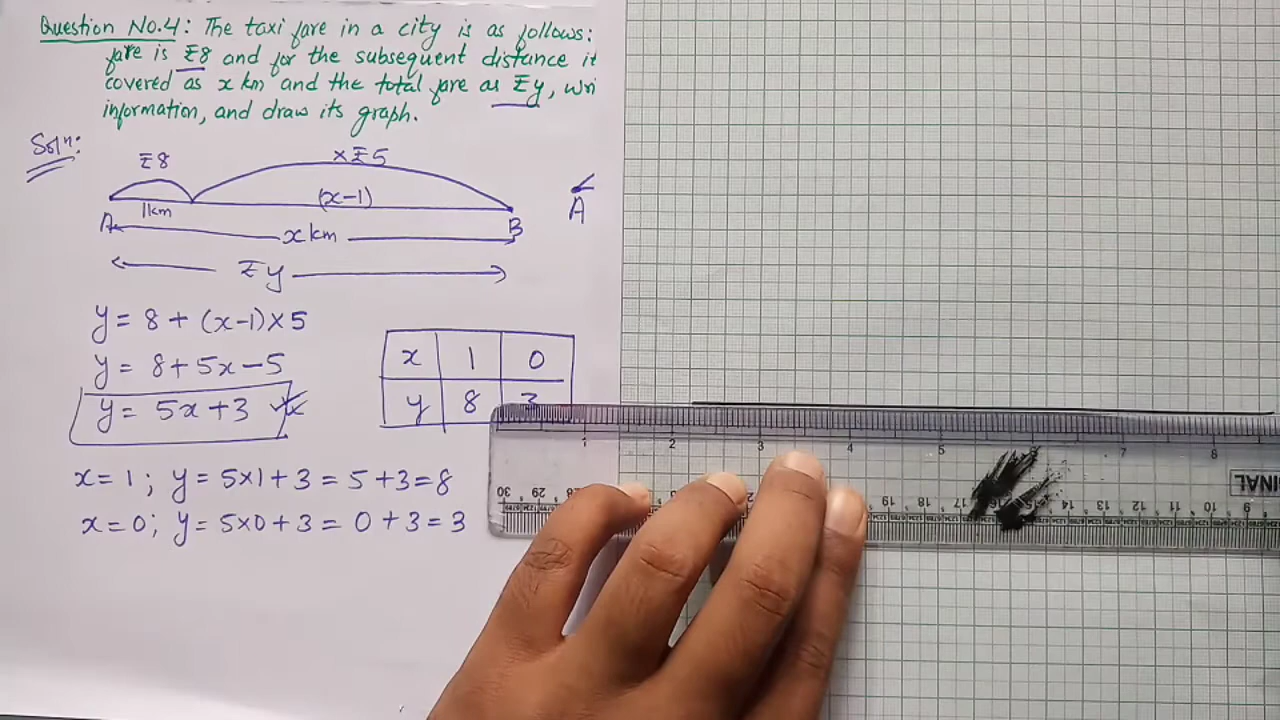 Question No.4: The taxi fare in a city is as follows:
fare is ₹8 and for the subsequent distance it
covered as x km and the total fare as ₹y, wri
information, and draw its graph.
Solⁿ:
₹8 x₹5
1km (x-1)
A x km B
A
₹y
y = 8 + (x-1)×5
y = 8+5x-5
y = 5x+3
x 1 0
y 8 3
x=1; y = 5×1+3 = 5+3=8
x=0; y= 5×0+3 = 0+3=3
1 2 3 4 5 6 7 8
30 29 28 19 18 17 16 15 14 13 12 11 10 9